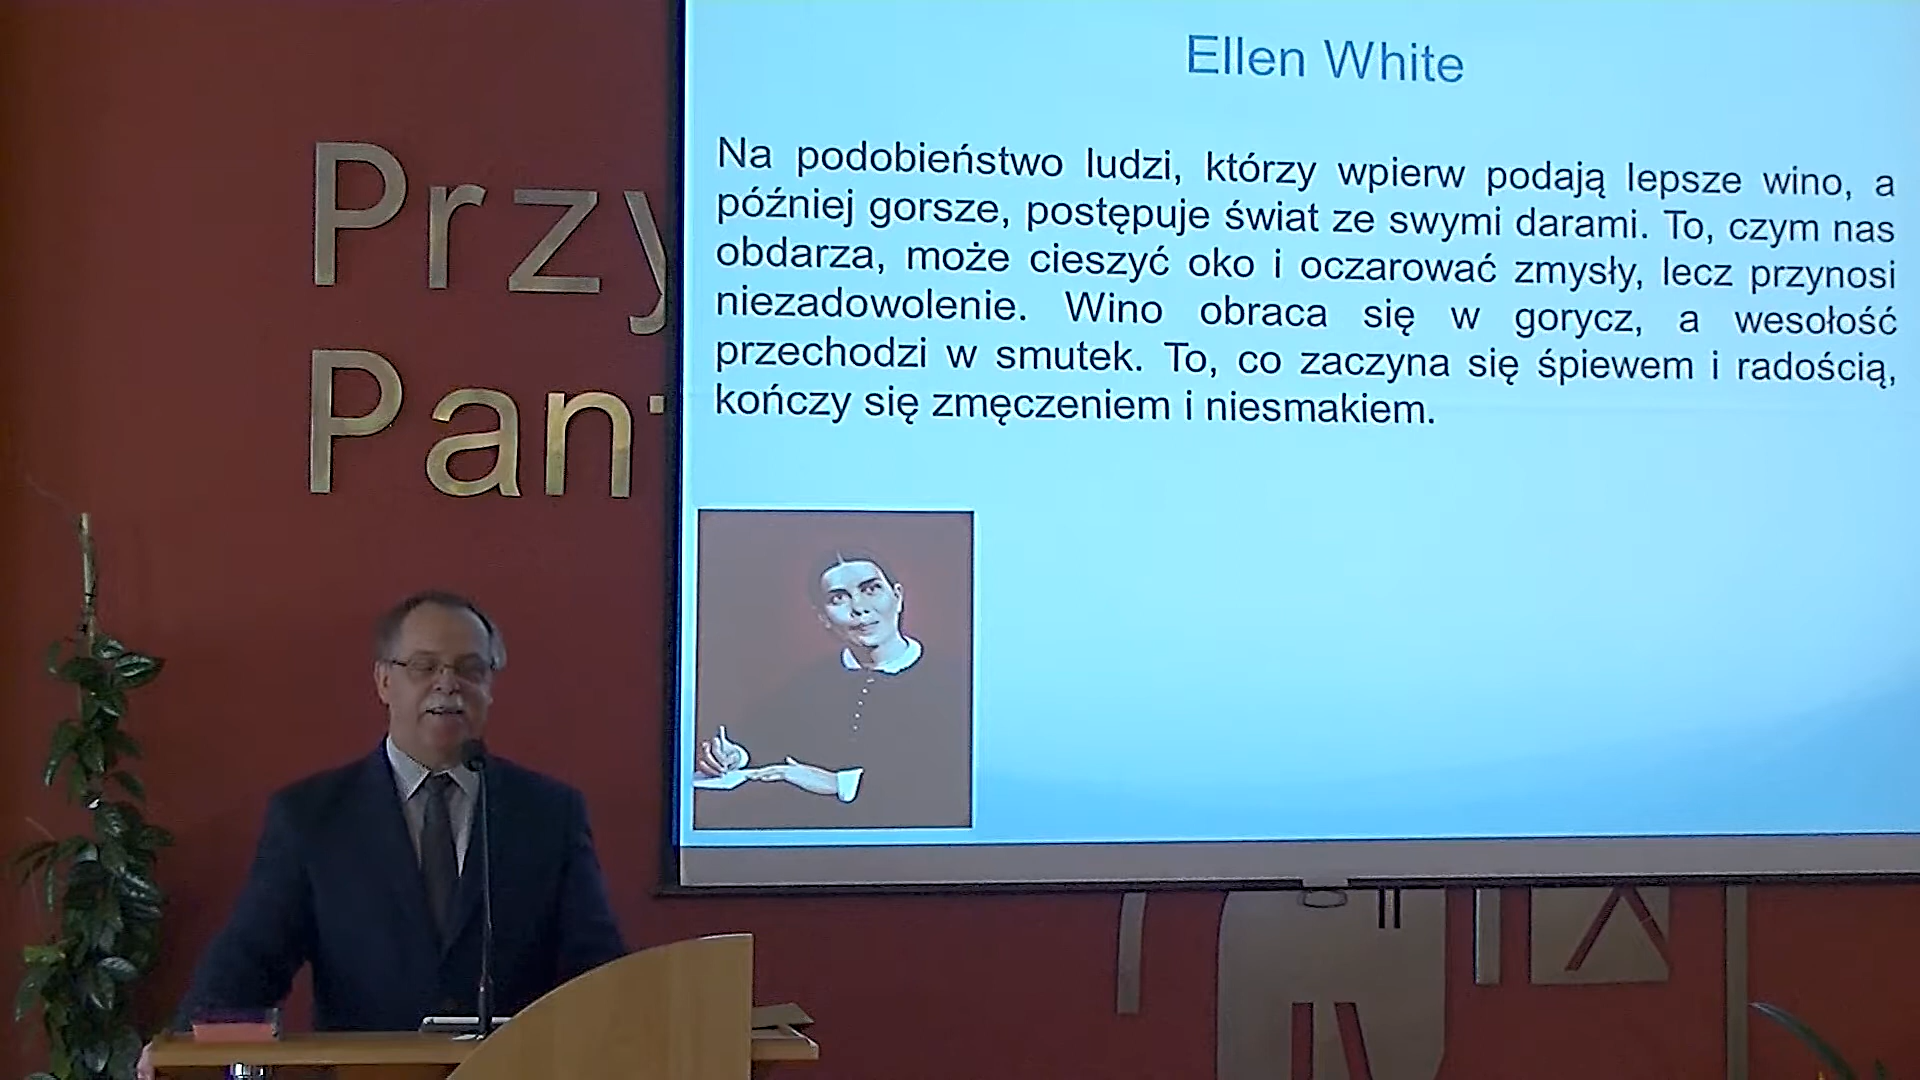 Ellen White
Na podobieństwo ludzi, którzy wpierw podają lepsze wino, a
później gorsze, postępuje świat ze swymi darami. To, czym nas
obdarza, może cieszyć oko i oczarować zmysły, lecz przynosi
niezadowolenie. Wino obraca się w gorycz, a wesołość
przechodzi w smutek. To, co zaczyna się śpiewem i radością,
kończy się zmęczeniem i niesmakiem.